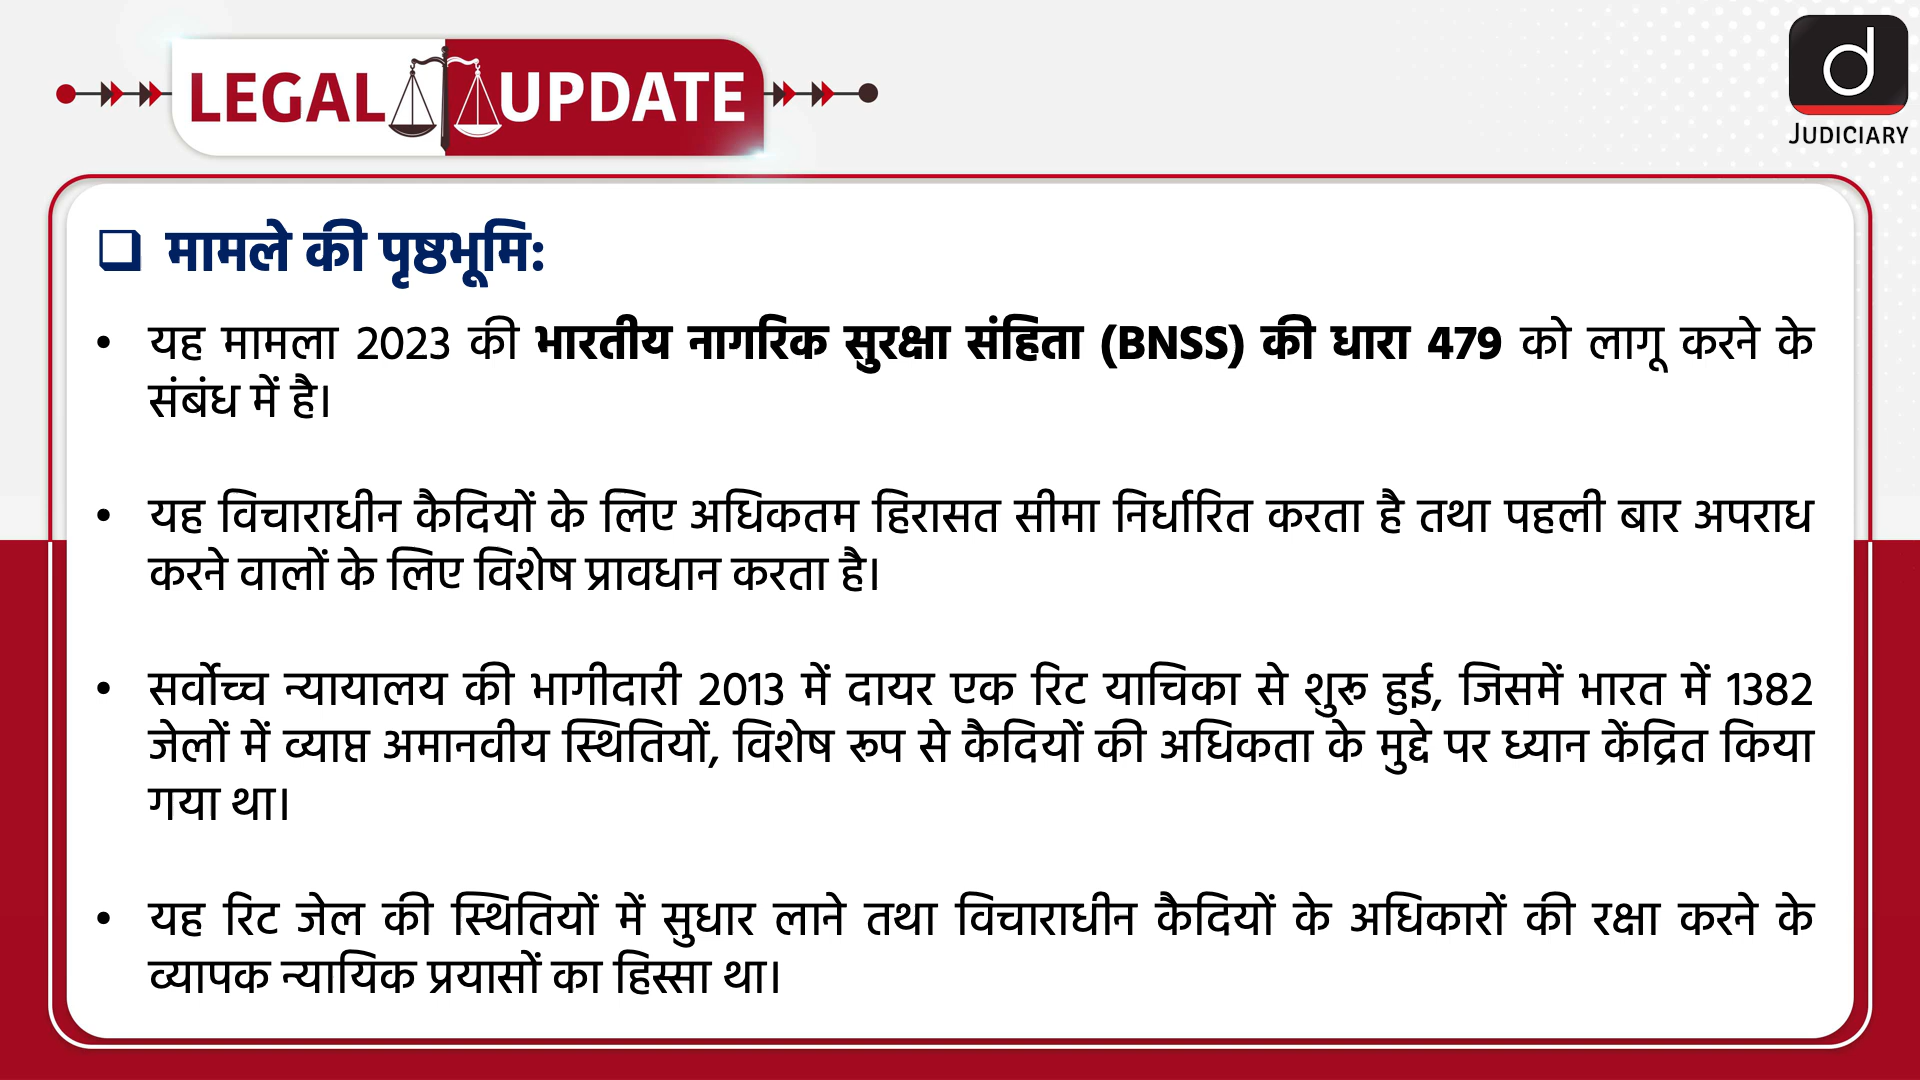 LEGAL UPDATE
JUDICIARY
❑ मामले की पृष्ठभूमि:
• यह मामला 2023 की भारतीय नागरिक सुरक्षा संहिता (BNSS) की धारा 479 को लागू करने के
संबंध में है।
• यह विचाराधीन कैदियों के लिए अधिकतम हिरासत सीमा निर्धारित करता है तथा पहली बार अपराध
करने वालों के लिए विशेष प्रावधान करता है।
• सर्वोच्च न्यायालय की भागीदारी 2013 में दायर एक रिट याचिका से शुरू हुई, जिसमें भारत में 1382
जेलों में व्याप्त अमानवीय स्थितियों, विशेष रूप से कैदियों की अधिकता के मुद्दे पर ध्यान केंद्रित किया
गया था।
• यह रिट जेल की स्थितियों में सुधार लाने तथा विचाराधीन कैदियों के अधिकारों की रक्षा करने के
व्यापक न्यायिक प्रयासों का हिस्सा था।